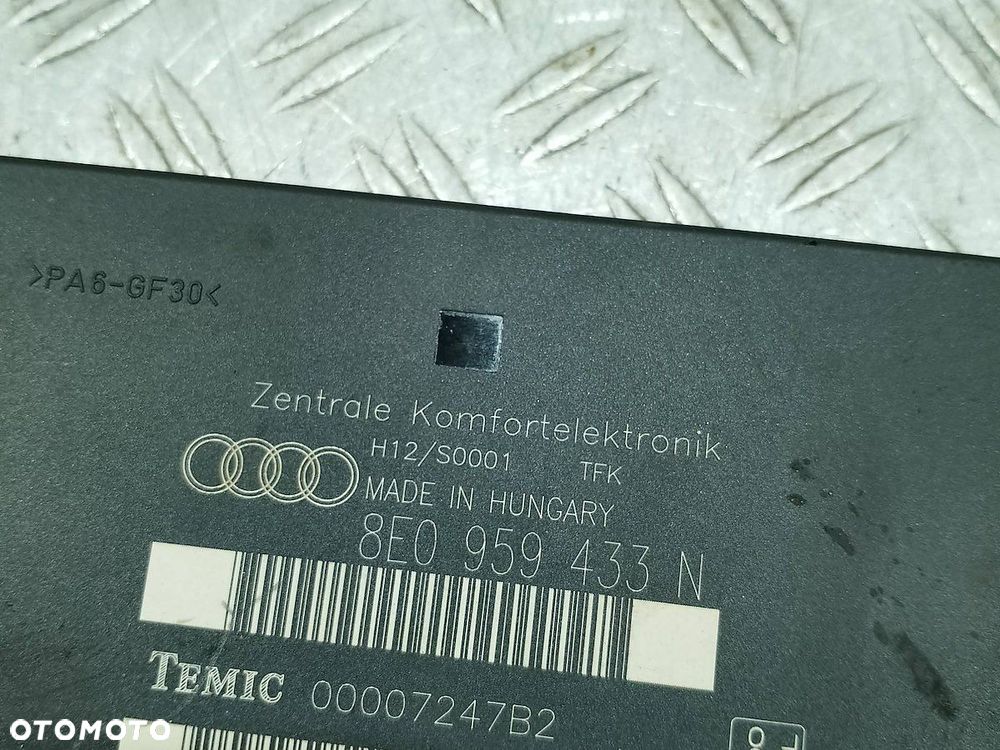 >PA6-GF30<
Zentrale Komfortelektronik
H12/S0001 TFK
MADE IN HUNGARY
8E0 959 433 N
TEMIC 00007247B2
OTOMOTO